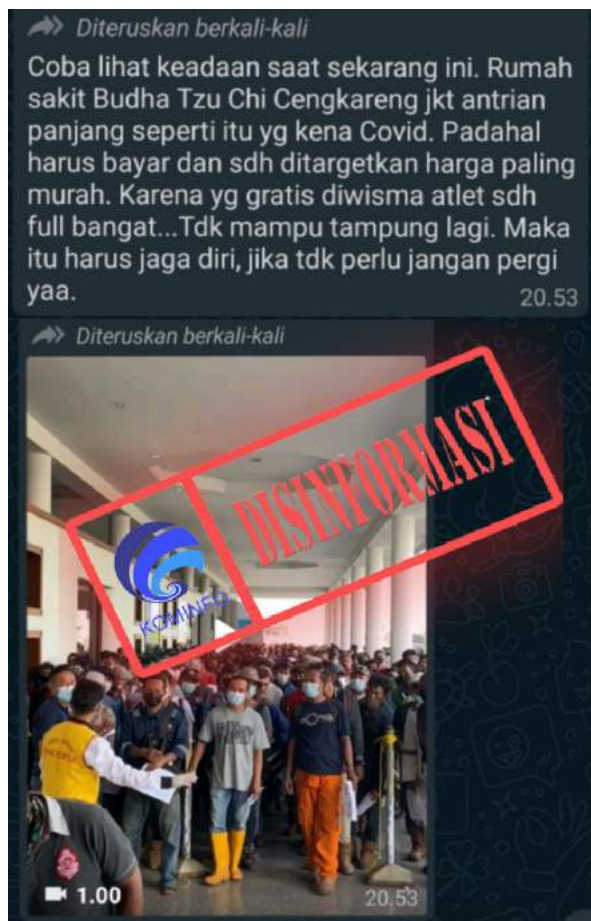 Diteruskan berkali-kali
Coba lihat keadaan saat sekarang ini. Rumah
sakit Budha Tzu Chi Cengkareng jkt antrian
panjang seperti itu yg kena Covid. Padahal
harus bayar dan sdh ditargetkan harga paling
murah. Karena yg gratis diwisma atlet sdh
full bangat...Tdk mampu tampung lagi. Maka
itu harus jaga diri, jika tdk perlu jangan pergi
yaa.
20.53
Diteruskan berkali-kali
DISINFORMASI
KOMINFO
1.00
20.53